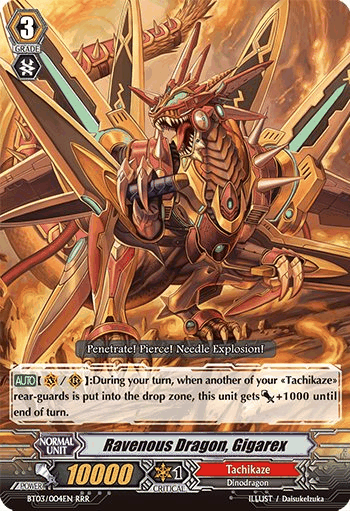 3
GRADE
Penetrate! Pierce! Needle Explosion!
AUTO [ / ]:During your turn, when another of your «Tachikaze»
rear-guards is put into the drop zone, this unit gets +1000 until
end of turn.
NORMAL
UNIT
Ravenous Dragon, Gigarex
POWER
10000
1
CRITICAL
Tachikaze
Dinodragon
BT03/004EN RRR
ILLUST / DaisukeIzuka